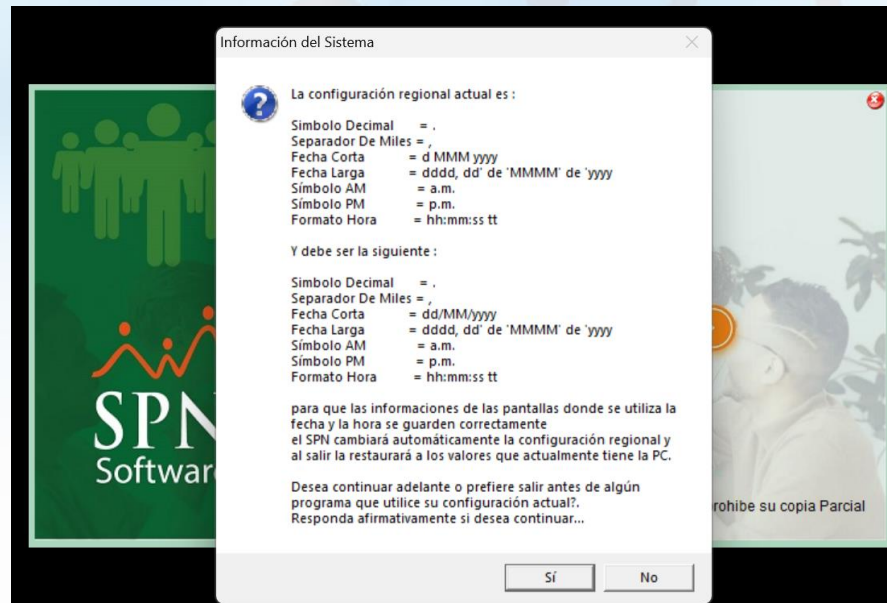 Información del Sistema
La configuración regional actual es :
Simbolo Decimal = .
Separador De Miles = ,
Fecha Corta = d MMM yyyy
Fecha Larga = dddd, dd' de 'MMMM' de 'yyyy
Símbolo AM = a.m.
Símbolo PM = p.m.
Formato Hora = hh:mm:ss tt
Y debe ser la siguiente :
Simbolo Decimal = .
Separador De Miles = ,
Fecha Corta = dd/MM/yyyy
Fecha Larga = dddd, dd' de 'MMMM' de 'yyyy
Símbolo AM = a.m.
Símbolo PM = p.m.
Formato Hora = hh:mm:ss tt
para que las informaciones de las pantallas donde se utiliza la
fecha y la hora se guarden correctamente
el SPN cambiará automáticamente la configuración regional y
al salir la restaurará a los valores que actualmente tiene la PC.
Desea continuar adelante o prefiere salir antes de algún
programa que utilice su configuración actual?.
Responda afirmativamente si desea continuar...
Sí No
SPN
Softwar
rohibe su copia Parcial